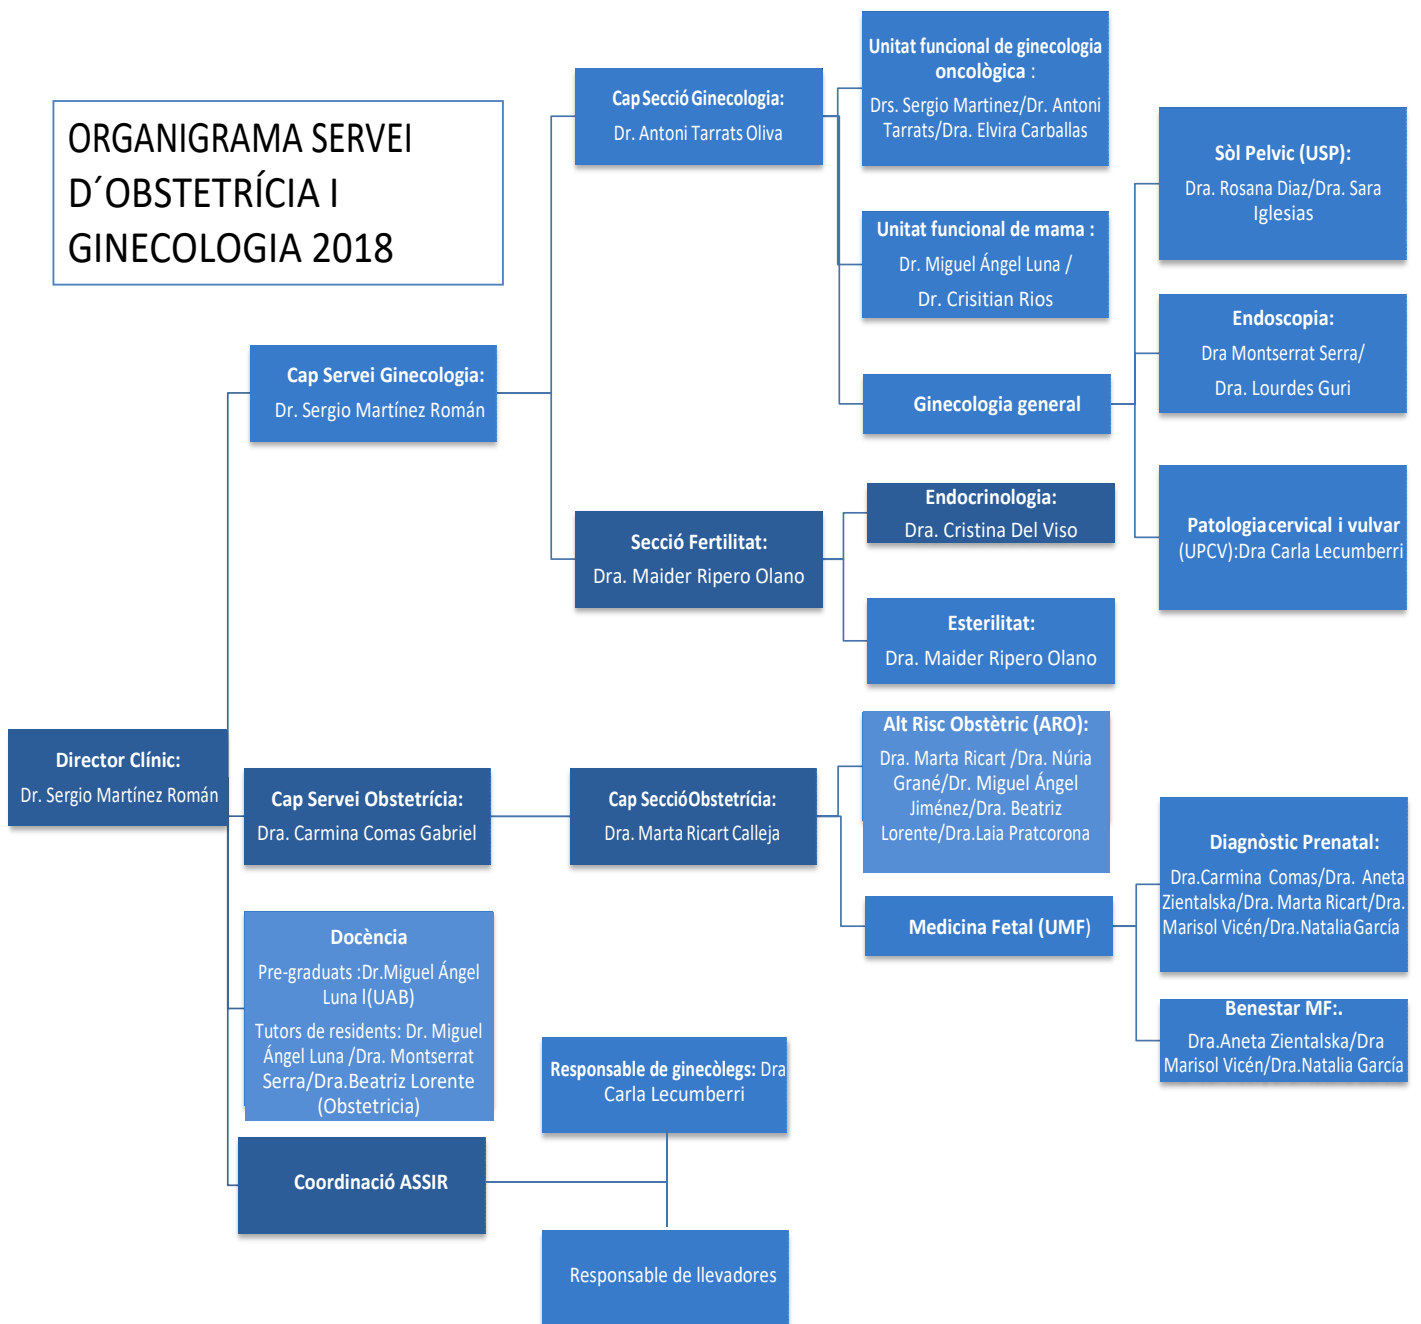 ORGANIGRAMA SERVEI
D´OBSTETRÍCIA I
GINECOLOGIA 2018
Director Clínic:
Dr. Sergio Martínez Román
Cap Servei Ginecologia:
Dr. Sergio Martínez Román
Cap Secció Ginecologia:
Dr. Antoni Tarrats Oliva
Unitat funcional de ginecologia
oncològica :
Drs. Sergio Martinez/Dr. Antoni
Tarrats/Dra. Elvira Carballas
Unitat funcional de mama :
Dr. Miguel Ángel Luna /
Dr. Crisitian Rios
Ginecologia general
Sòl Pelvic (USP):
Dra. Rosana Diaz/Dra. Sara
Iglesias
Endoscopia:
Dra Montserrat Serra/
Dra. Lourdes Guri
Patologia cervical i vulvar
(UPCV):Dra Carla Lecumberri
Secció Fertilitat:
Dra. Maider Ripero Olano
Endocrinologia:
Dra. Cristina Del Viso
Esterilitat:
Dra. Maider Ripero Olano
Cap Servei Obstetrícia:
Dra. Carmina Comas Gabriel
Cap Secció Obstetrícia:
Dra. Marta Ricart Calleja
Alt Risc Obstètric (ARO):
Dra. Marta Ricart /Dra. Núria
Grané/Dr. Miguel Ángel
Jiménez/Dra. Beatriz
Lorente/Dra.Laia Pratcorona
Medicina Fetal (UMF)
Diagnòstic Prenatal:
Dra.Carmina Comas/Dra. Aneta
Zientalska/Dra. Marta Ricart/Dra.
Marisol Vicén/Dra.Natalia García
Benestar MF:.
Dra.Aneta Zientalska/Dra
Marisol Vicén/Dra.Natalia García
Docència
Pre-graduats :Dr.Miguel Ángel
Luna l(UAB)
Tutors de residents: Dr. Miguel
Ángel Luna /Dra. Montserrat
Serra/Dra.Beatriz Lorente
(Obstetricia)
Coordinació ASSIR
Responsable de ginecòlegs: Dra
Carla Lecumberri
Responsable de llevadores